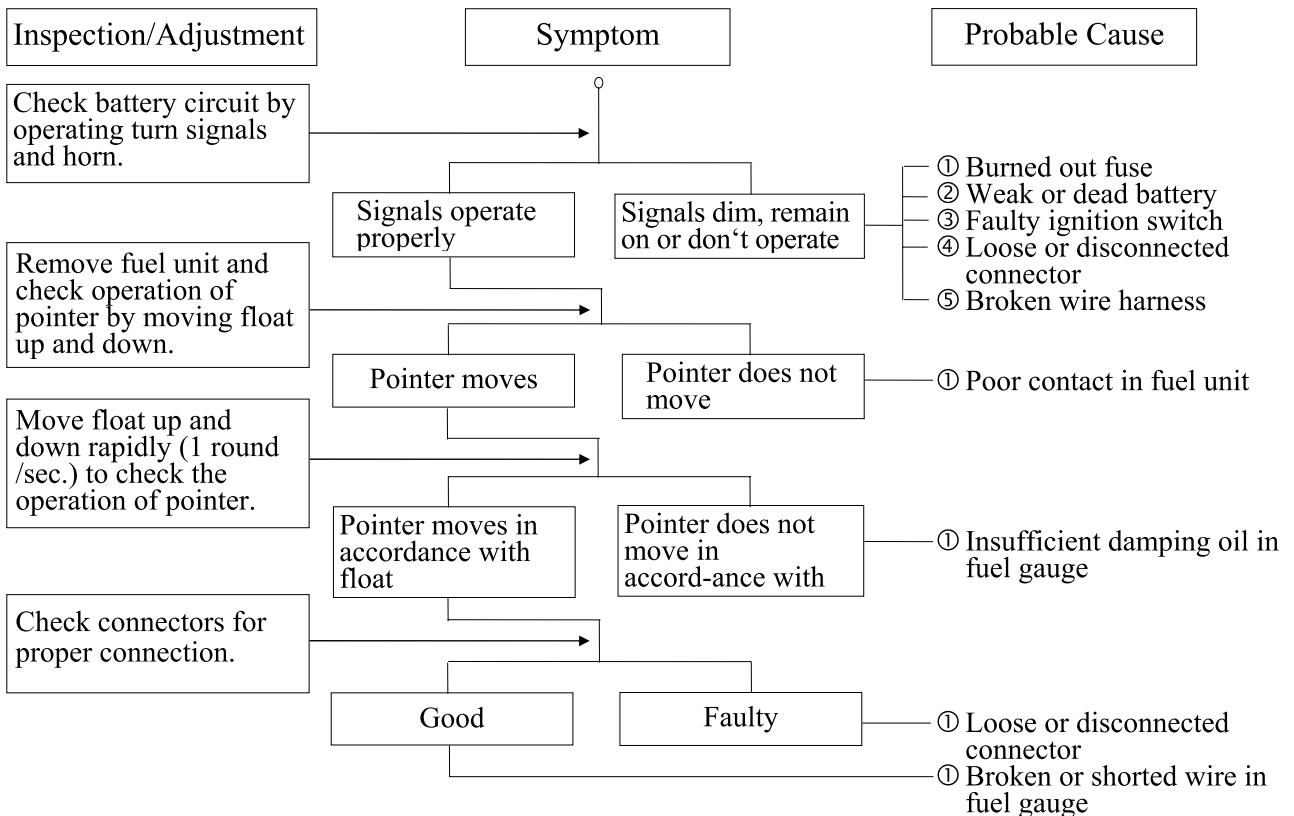 Inspection/Adjustment
Symptom
Probable Cause
Check battery circuit by
operating turn signals
and horn.
Signals operate
properly
Signals dim, remain
on or don‘t operate
① Burned out fuse
② Weak or dead battery
③ Faulty ignition switch
④ Loose or disconnected
connector
⑤ Broken wire harness
Remove fuel unit and
check operation of
pointer by moving float
up and down.
Pointer moves
Pointer does not
move
① Poor contact in fuel unit
Move float up and
down rapidly (1 round
/sec.) to check the
operation of pointer.
Pointer moves in
accordance with
float
Pointer does not
move in
accord-ance with
① Insufficient damping oil in
fuel gauge
Check connectors for
proper connection.
Good
Faulty
① Loose or disconnected
connector
① Broken or shorted wire in
fuel gauge